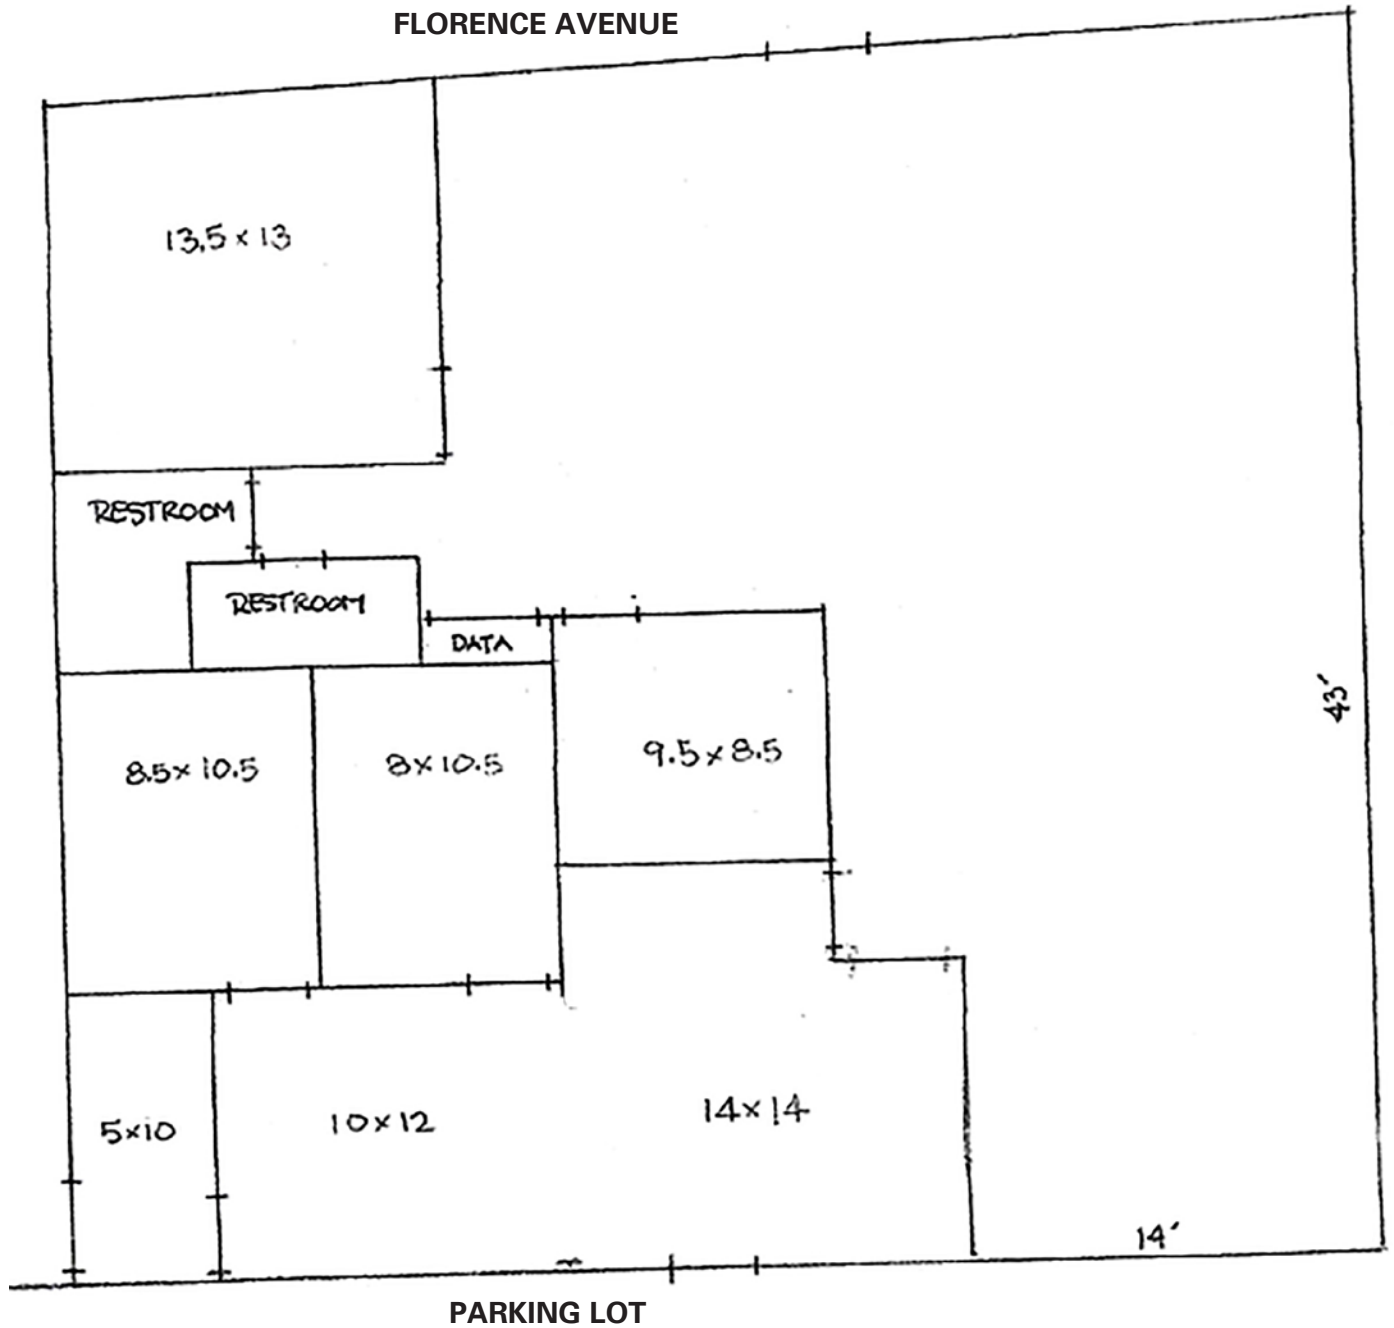 FLORENCE AVENUE
13.5 x 13
RESTROOM
RESTROOM
DATA
43'
9.5 x 8.5
8.5 x 10.5
8 x 10.5
14 x 14
10 x 12
5 x 10
14'
PARKING LOT